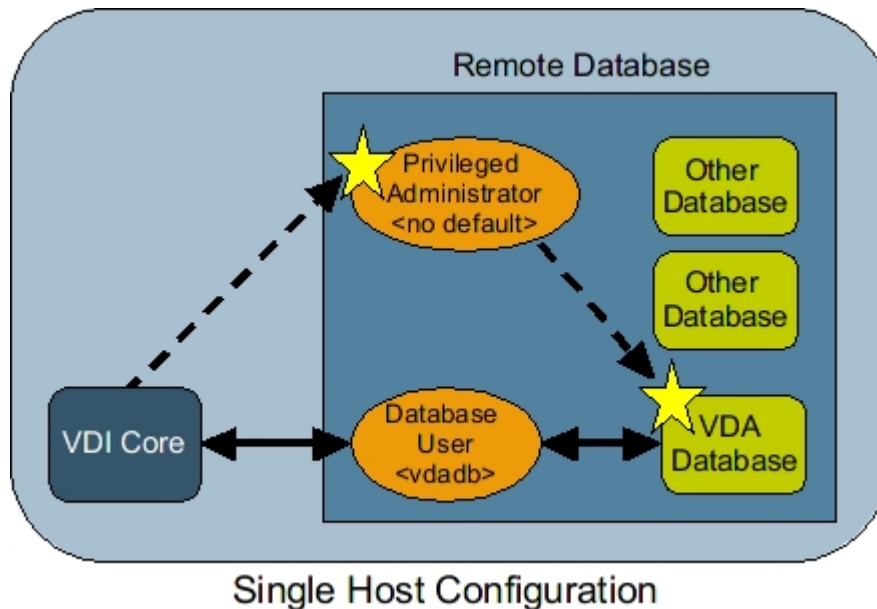 Remote Database
Privileged
Administrator
<no default>
Other
Database
Other
Database
VDI Core
Database
User
<vdadb>
VDA
Database
Single Host Configuration